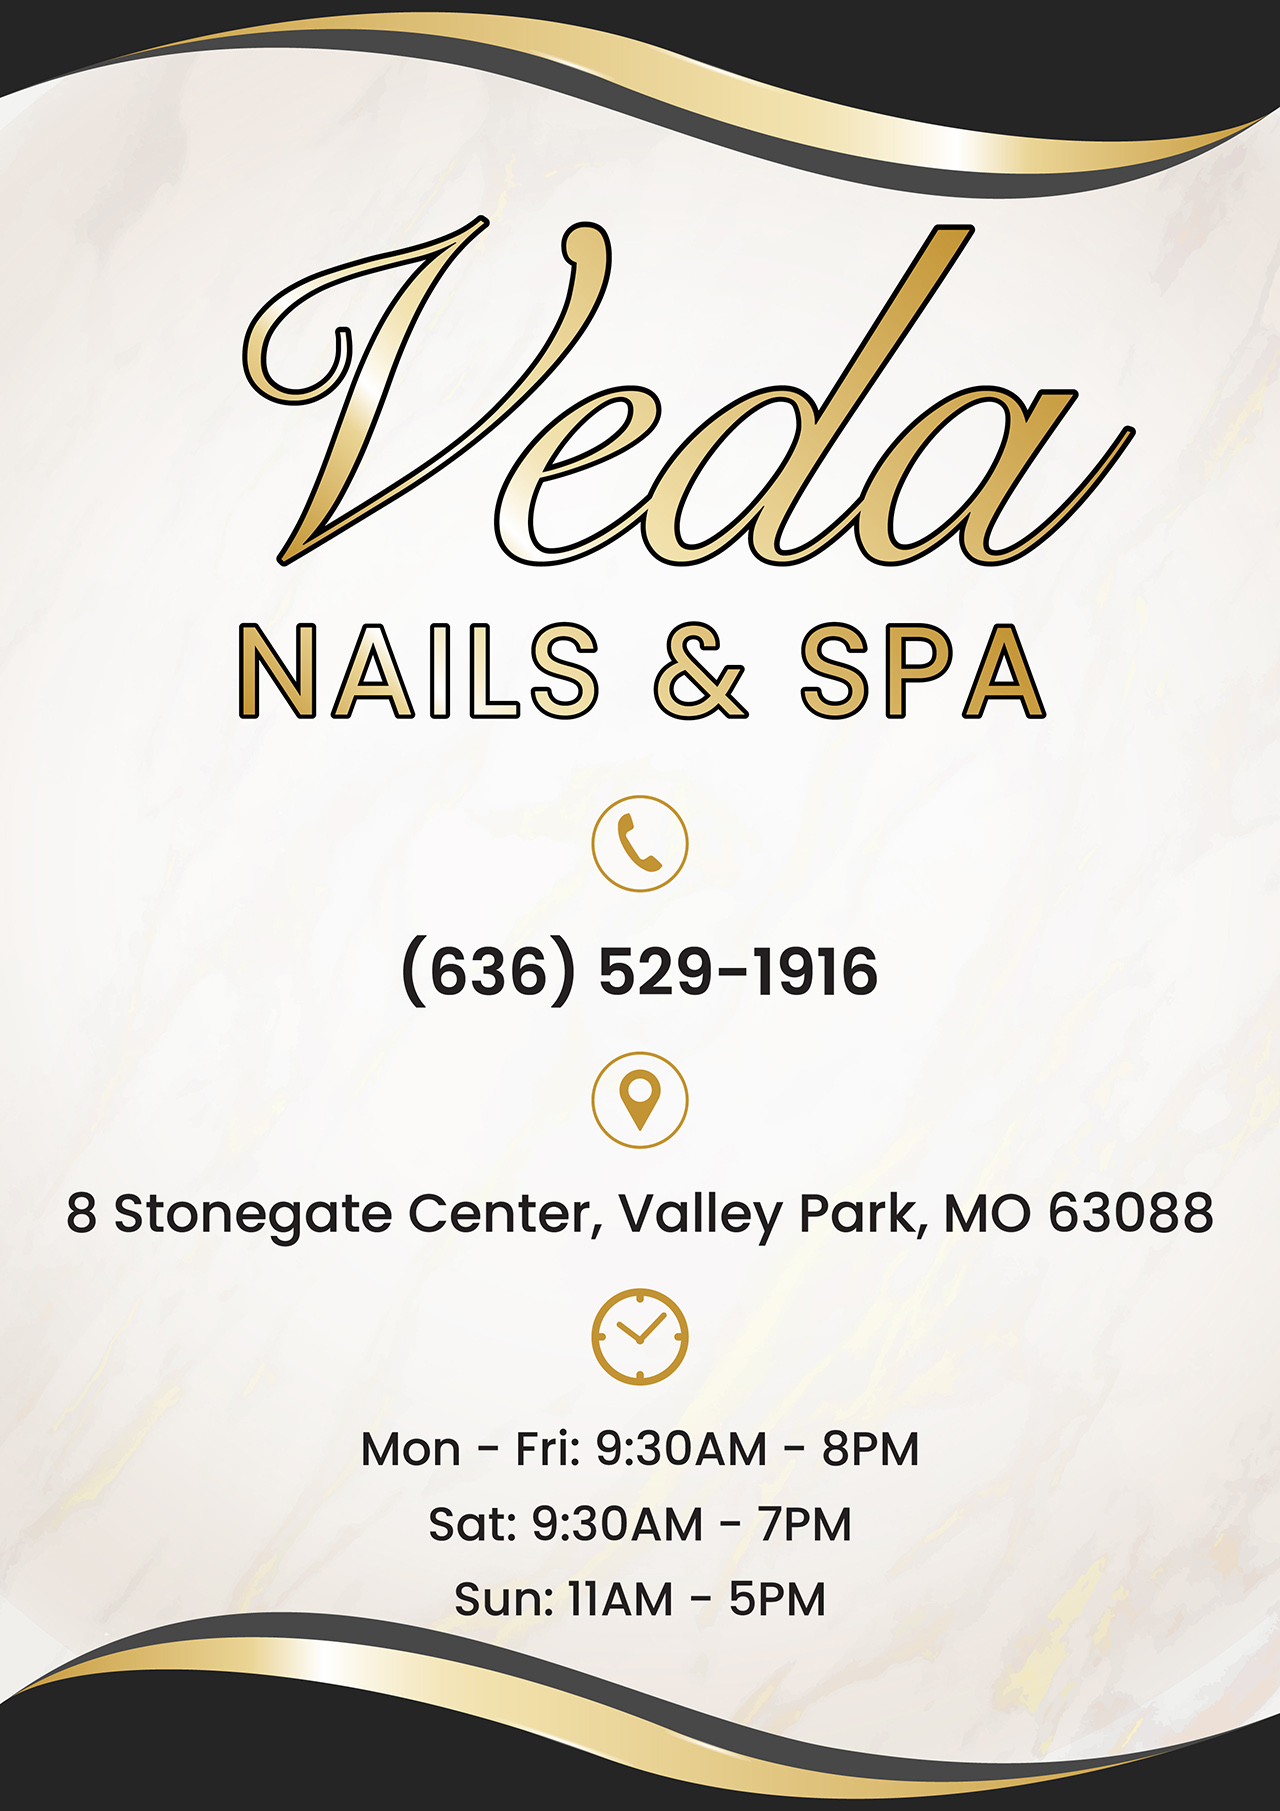 Veda
NAILS & SPA
(636) 529-1916
8 Stonegate Center, Valley Park, MO 63088
Mon - Fri: 9:30AM - 8PM
Sat: 9:30AM - 7PM
Sun: 11AM - 5PM